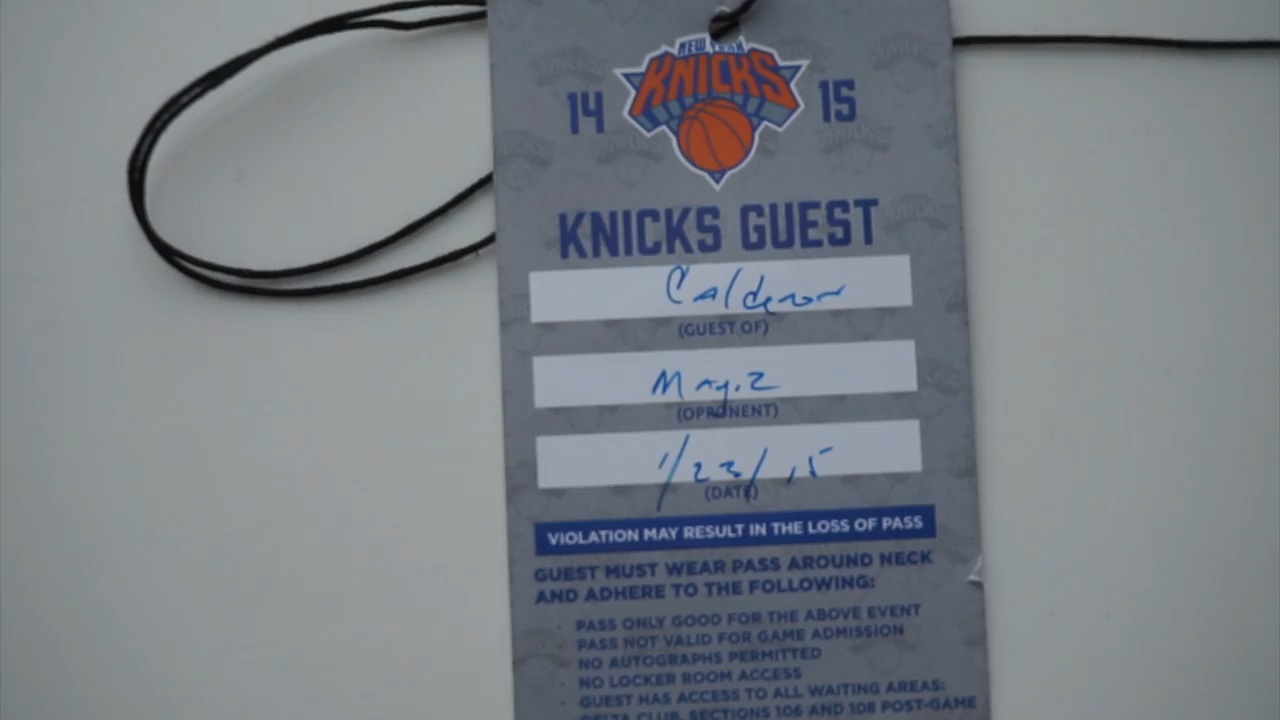 NEW YORK
KNICKS
14 15
KNICKS GUEST
Calderon
(GUEST OF)
(OPPONENT)
1/23/15
(DATE)
VIOLATION MAY RESULT IN THE LOSS OF PASS
GUEST MUST WEAR PASS AROUND NECK
AND ADHERE TO THE FOLLOWING:
· PASS ONLY GOOD FOR THE ABOVE EVENT
· PASS NOT VALID FOR GAME ADMISSION
· NO AUTOGRAPHS PERMITTED
· NO LOCKER ROOM ACCESS
· GUEST HAS ACCESS TO ALL WAITING AREAS:
DELTA CLUB, SECTIONS 106 AND 108 POST-GAME